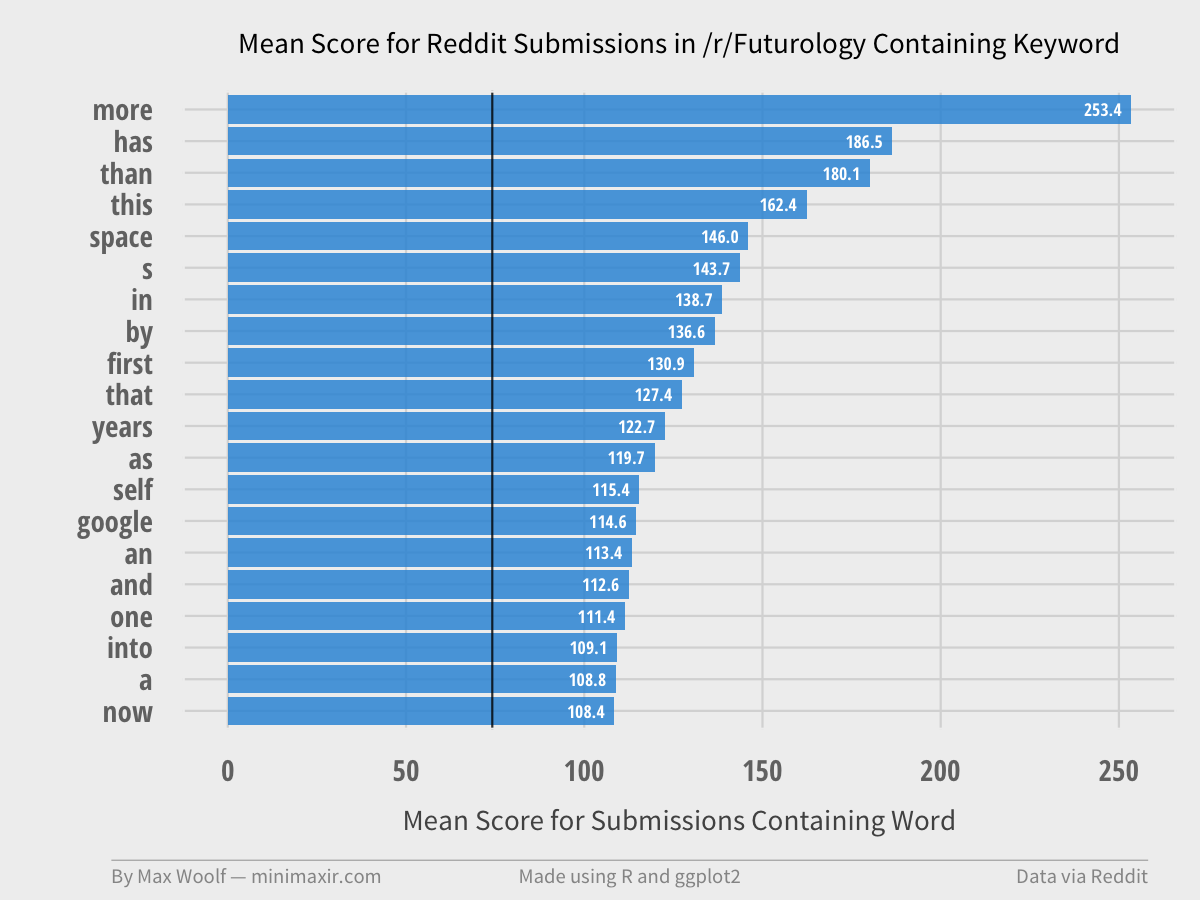 Mean Score for Reddit Submissions in /r/Futurology Containing Keyword
more 253.4
has 186.5
than 180.1
this 162.4
space 146.0
s 143.7
in 138.7
by 136.6
first 130.9
that 127.4
years 122.7
as 119.7
self 115.4
google 114.6
an 113.4
and 112.6
one 111.4
into 109.1
a 108.8
now 108.4
0 50 100 150 200 250
Mean Score for Submissions Containing Word
By Max Woolf — minimaxir.com Made using R and ggplot2 Data via Reddit